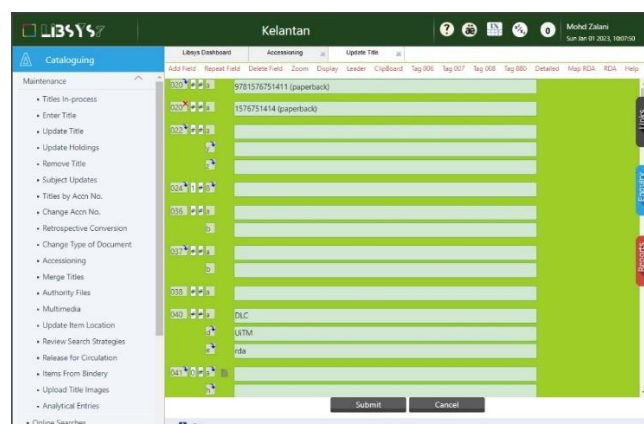 LIBSYS7
Kelantan
0
Mohd Zalani
Sun Jan 01 2023, 10:07:50
Cataloguing
Libsys Dashboard Accessioning Update Title
Add Field Repeat Field Delete Field Zoom Display Leader ClipBoard Tag 006 Tag 007 Tag 008 Tag 880 Detailed Map RDA RDA Help
Maintenance
• Titles In-process
• Enter Title
• Update Title
• Update Holdings
• Remove Title
• Subject Updates
• Titles by Accn No.
• Change Accn No.
• Retrospective Conversion
• Change Type of Document
• Accessioning
• Merge Titles
• Authority Files
• Multimedia
• Update Item Location
• Review Search Strategies
• Release for Circulation
• Items From Bindery
• Upload Title Images
• Analytical Entries
• Online Searches
020 # # a 9781576751411 (paperback)
020 # # a 1576751414 (paperback)
022 # # a
y
z
024 1 # a
036 # # a
b
037 # # a
b
038 # # a
040 # # a DLC
d UiTM
e rda
041 0 # a
h
Submit Cancel
Links
Enquiry
Reports